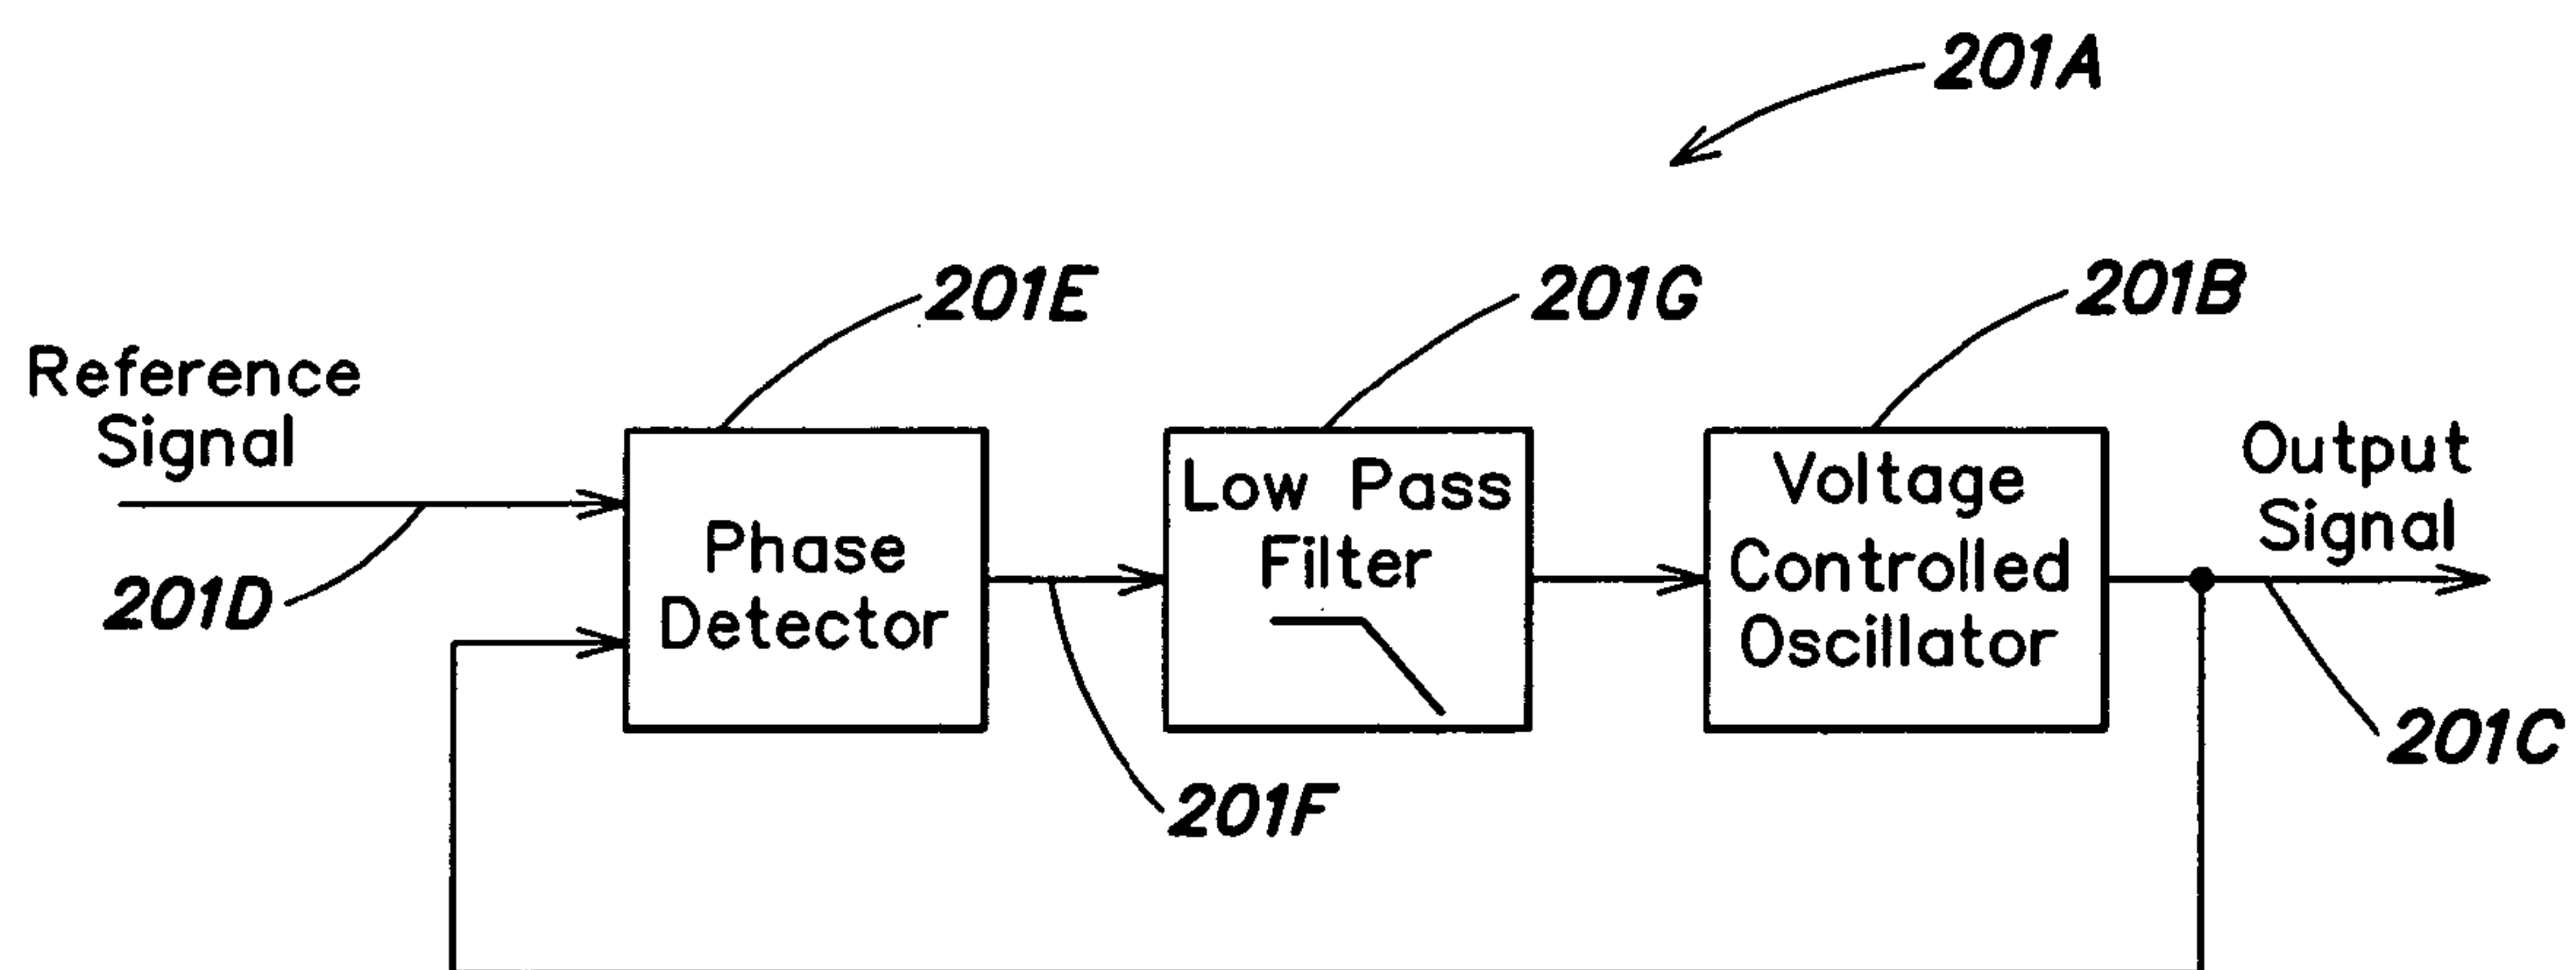 201A
201E
201G
201B
Reference
Signal
201D
Phase
Detector
201F
Low Pass
Filter
Voltage
Controlled
Oscillator
Output
Signal
201C